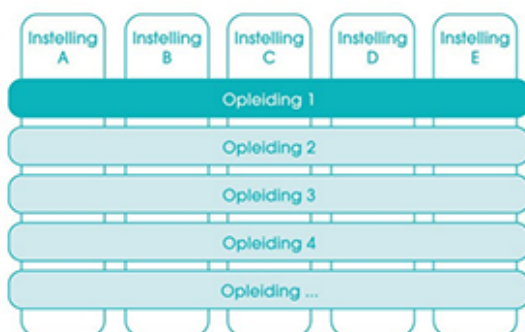 Instelling
A
Instelling
B
Instelling
C
Instelling
D
Instelling
E
Opleiding 1
Opleiding 2
Opleiding 3
Opleiding 4
Opleiding ...